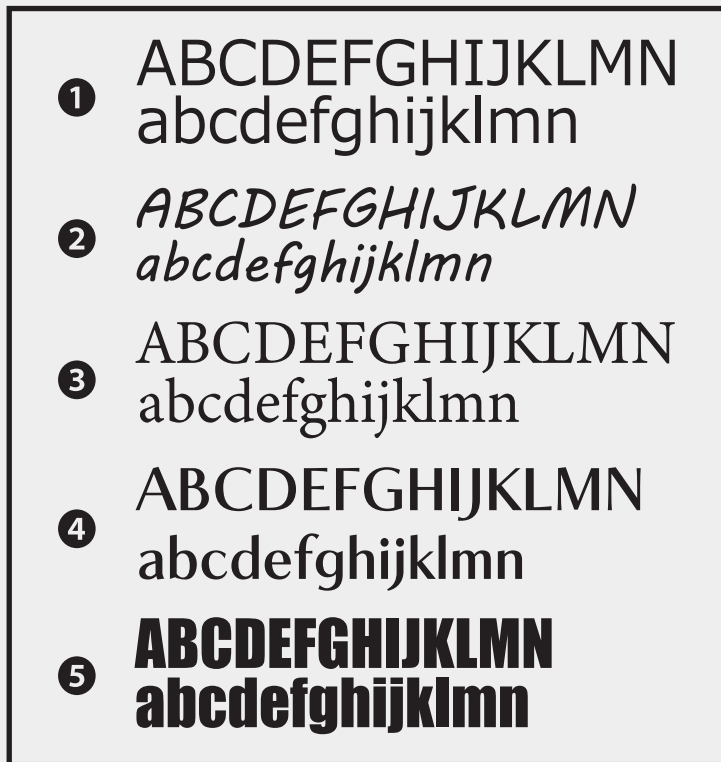 ❶
ABCDEFGHIJKLMN
abcdefghijklmn
❷
ABCDEFGHIJKLMN
abcdefghijklmn
❸
ABCDEFGHIJKLMN
abcdefghijklmn
❹
ABCDEFGHIJKLMN
abcdefghijklmn
❺
ABCDEFGHIJKLMN
abcdefghijklmn